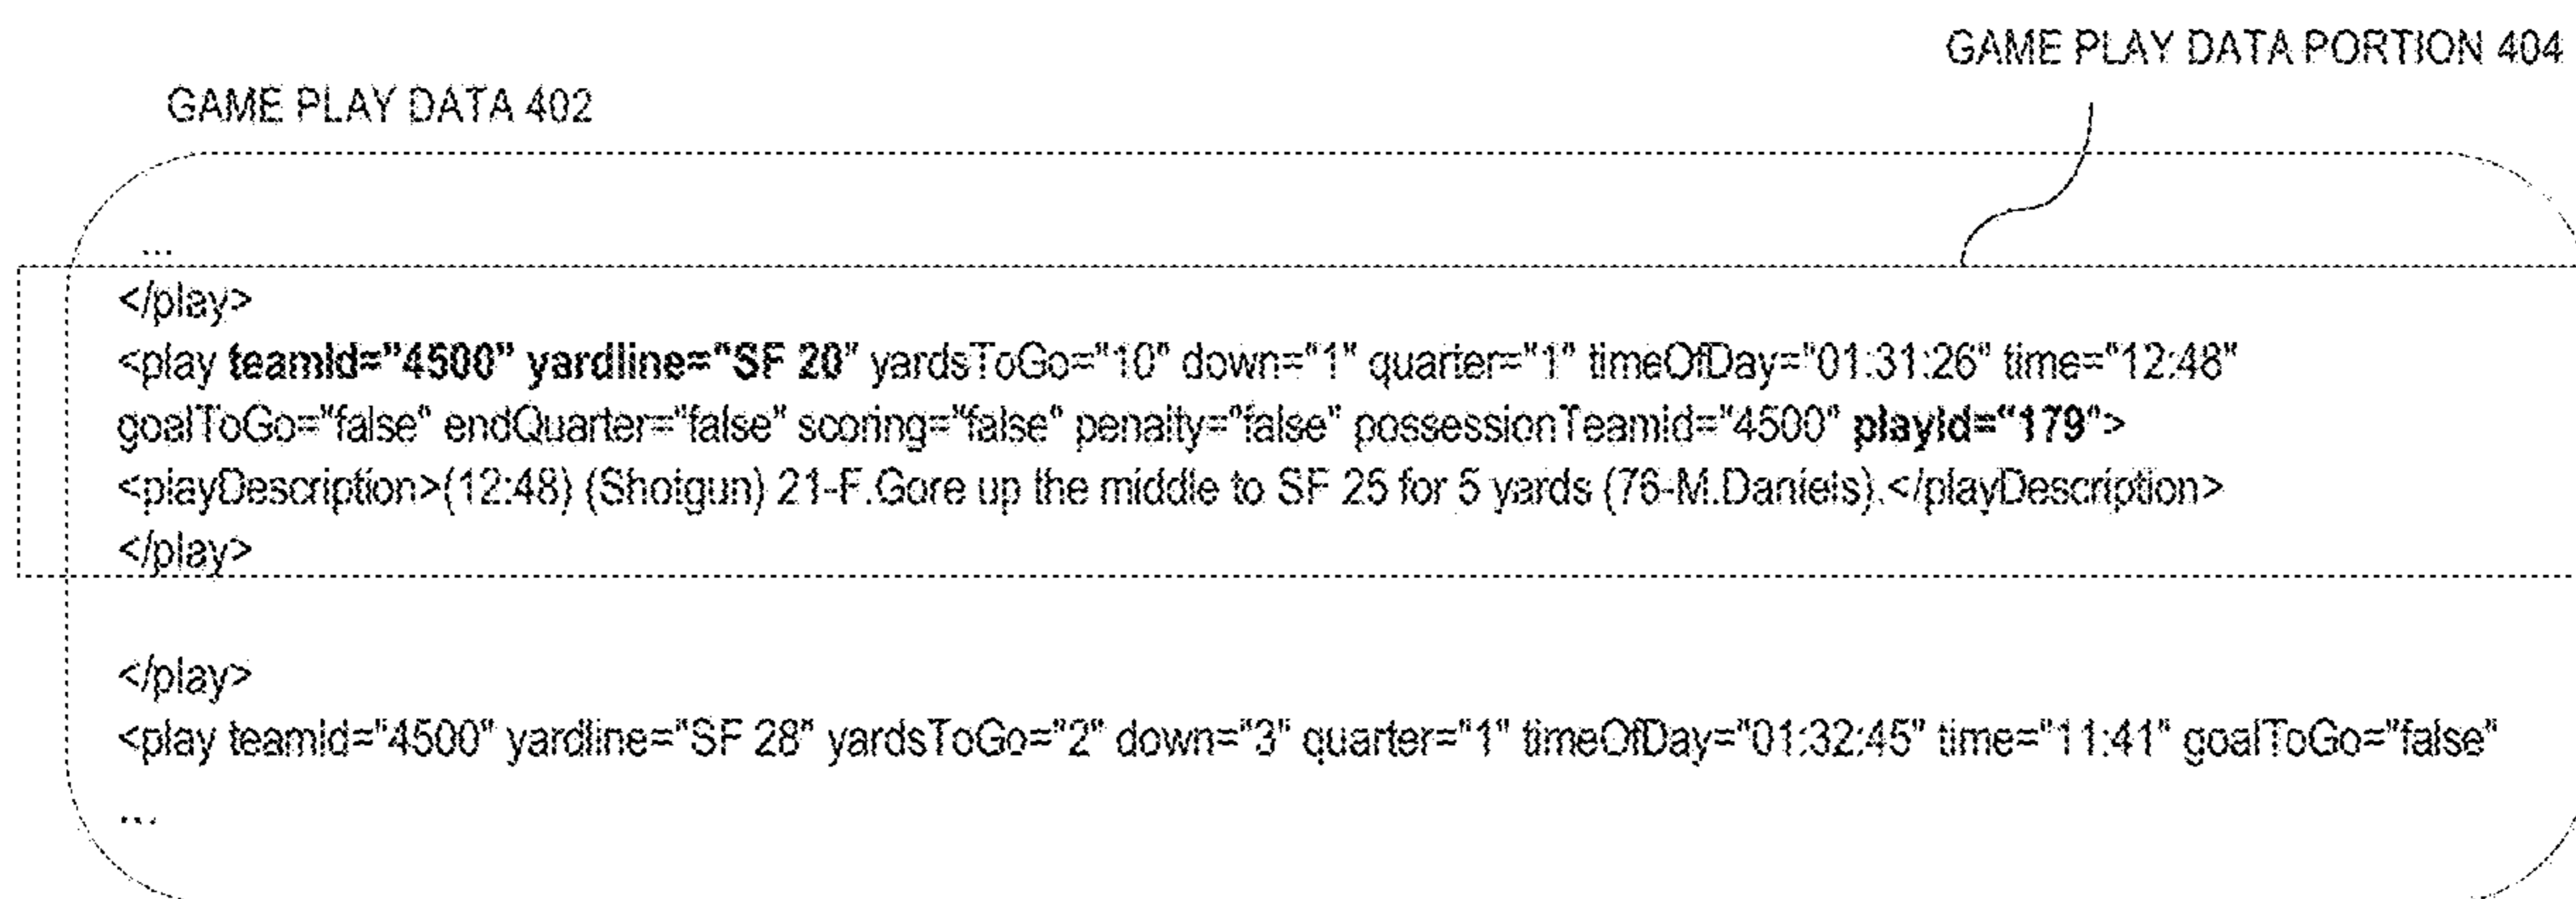 GAME PLAY DATA PORTION 404
GAME PLAY DATA 402
...
</play>
<play teamId="4500" yardline="SF 20" yardsToGo="10" down="1" quarter="1" timeOfDay="01:31:26" time="12:48"
goalToGo="false" endQuarter="false" scoring="false" penalty="false" possessionTeamid="4500" playId="179">
<playDescription>(12:48) (Shotgun) 21-F.Gore up the middle to SF 25 for 5 yards (76-M.Daniels).</playDescription>
</play>
</play>
<play teamId="4500" yardline="SF 28" yardsToGo="2" down="3" quarter="1" timeOfDay="01:32:45" time="11:41" goalToGo="false"
...